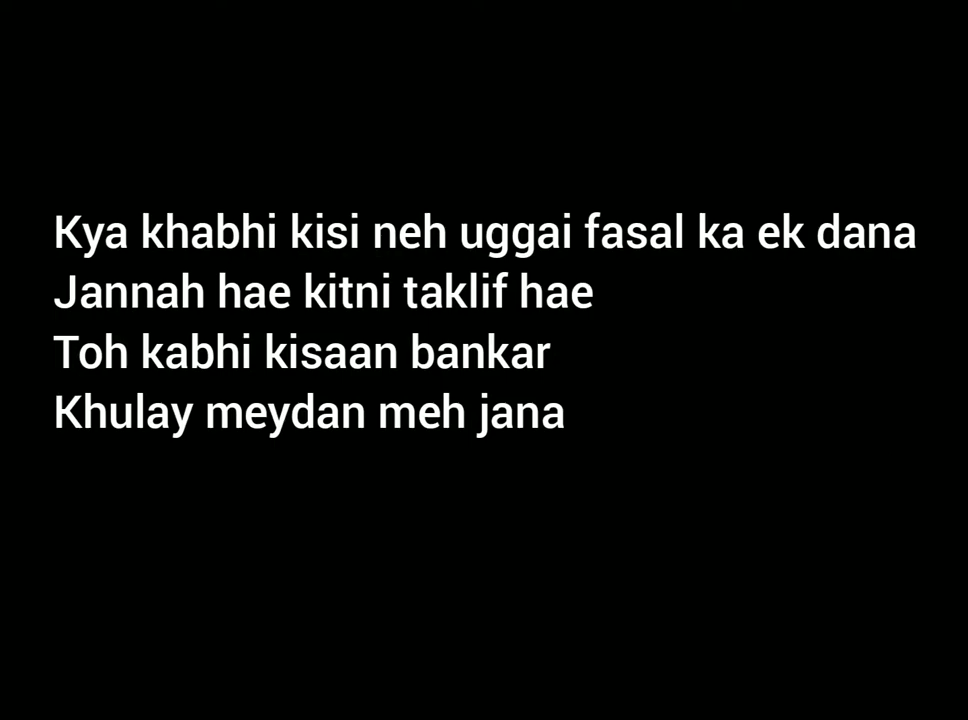 Kya khabhi kisi neh uggai fasal ka ek dana
Jannah hae kitni taklif hae
Toh kabhi kisaan bankar
Khulay meydan meh jana